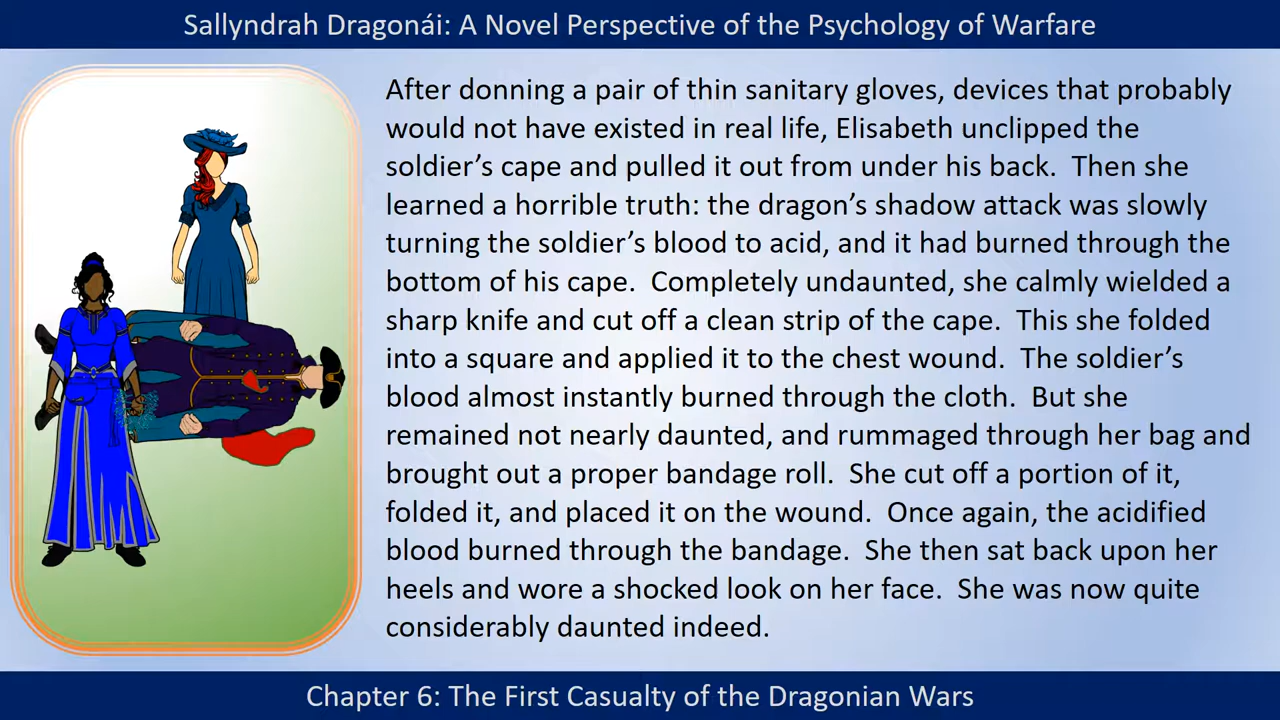 Sallyndrah Dragonái: A Novel Perspective of the Psychology of Warfare
After donning a pair of thin sanitary gloves, devices that probably
would not have existed in real life, Elisabeth unclipped the
soldier’s cape and pulled it out from under his back.  Then she
learned a horrible truth: the dragon’s shadow attack was slowly
turning the soldier’s blood to acid, and it had burned through the
bottom of his cape.  Completely undaunted, she calmly wielded a
sharp knife and cut off a clean strip of the cape.  This she folded
into a square and applied it to the chest wound.  The soldier’s
blood almost instantly burned through the cloth.  But she
remained not nearly daunted, and rummaged through her bag and
brought out a proper bandage roll.  She cut off a portion of it,
folded it, and placed it on the wound.  Once again, the acidified
blood burned through the bandage.  She then sat back upon her
heels and wore a shocked look on her face.  She was now quite
considerably daunted indeed.
Chapter 6: The First Casualty of the Dragonian Wars